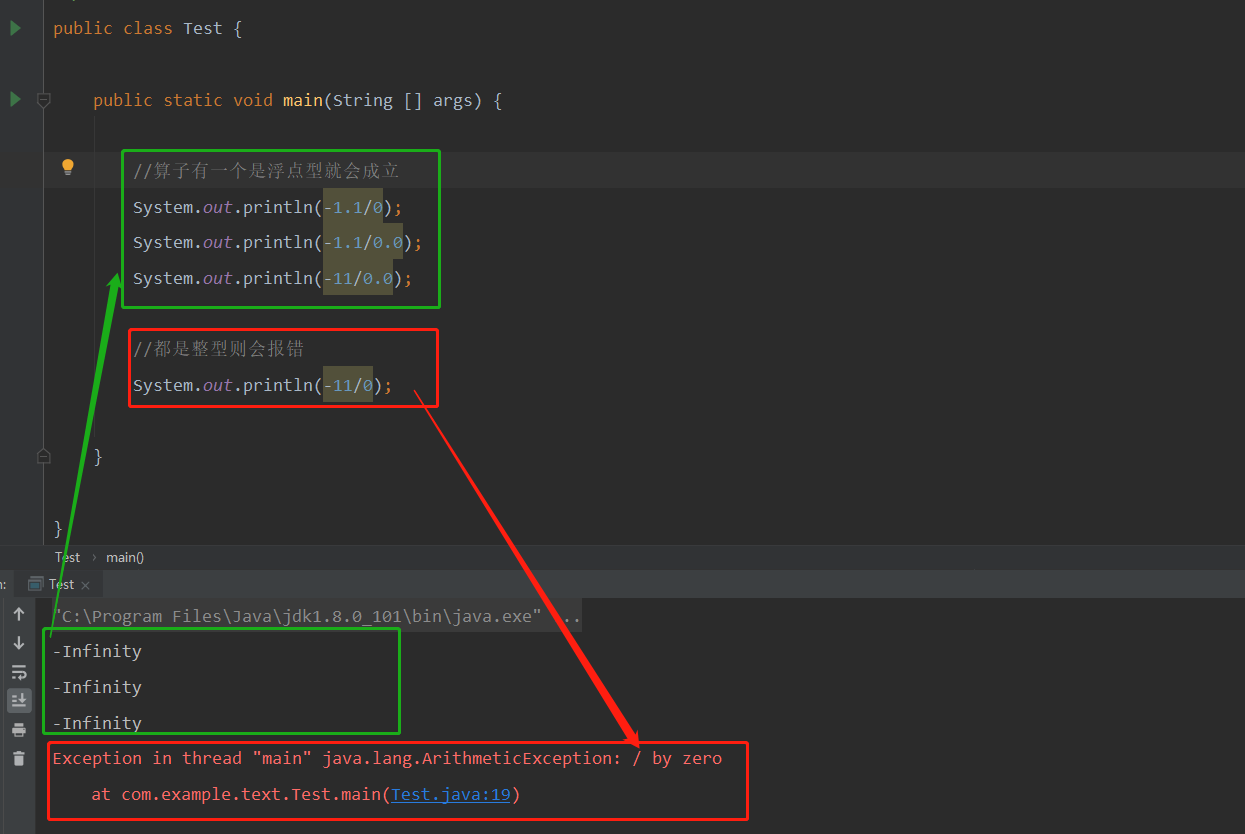 public class Test {
public static void main(String [] args) {
//算子有一个是浮点型就会成立
System.out.println(-1.1/0);
System.out.println(-1.1/0.0);
System.out.println(-11/0.0);
//都是整型则会报错
System.out.println(-11/0);
}
}
Test › main()
Test ×
"C:\Program Files\Java\jdk1.8.0_101\bin\java.exe" ...
-Infinity
-Infinity
-Infinity
Exception in thread "main" java.lang.ArithmeticException: / by zero
at com.example.text.Test.main(Test.java:19)